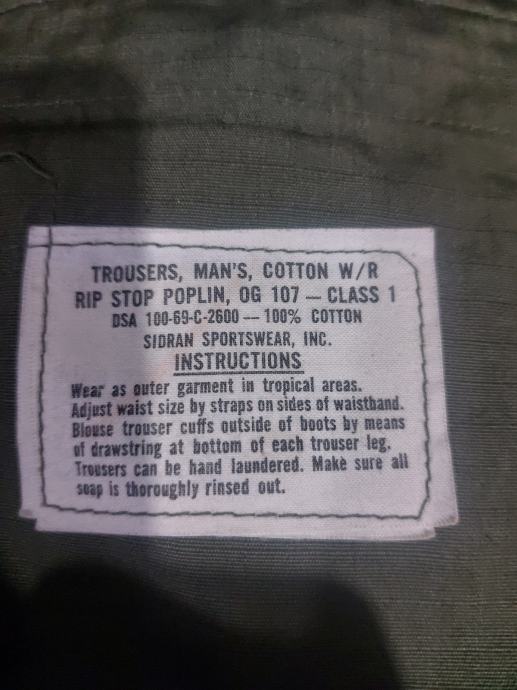 TROUSERS, MAN'S, COTTON W/R
RIP STOP POPLIN, OG 107 — CLASS 1
DSA 100-69-C-2600 — 100% COTTON
SIDRAN SPORTSWEAR, INC.
INSTRUCTIONS
Wear as outer garment in tropical areas.
Adjust waist size by straps on sides of waistband.
Blouse trouser cuffs outside of boots by means
of drawstring at bottom of each trouser leg.
Trousers can be hand laundered. Make sure all
soap is thoroughly rinsed out.